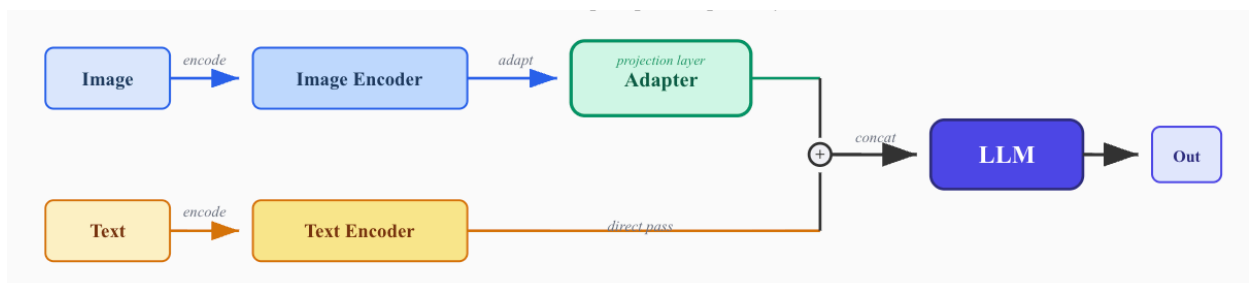 encode
adapt
projection layer
Image
Image Encoder
Adapter
+
concat
LLM
Out
encode
Text
Text Encoder
direct pass